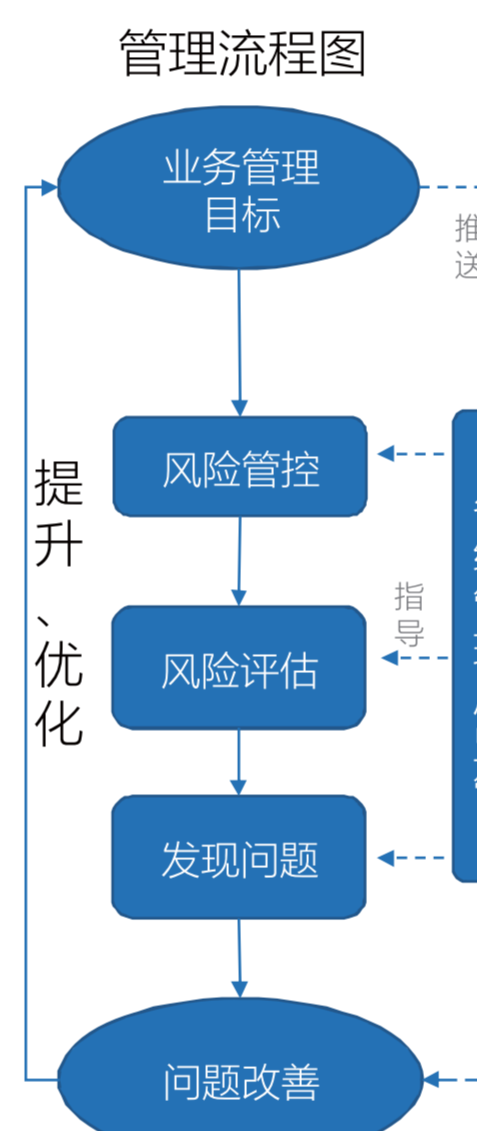 管理流程图
业务管理
目标
推
送
风险管控
提
升
、
优
化
指
导
风险评估
发现问题
问题改善